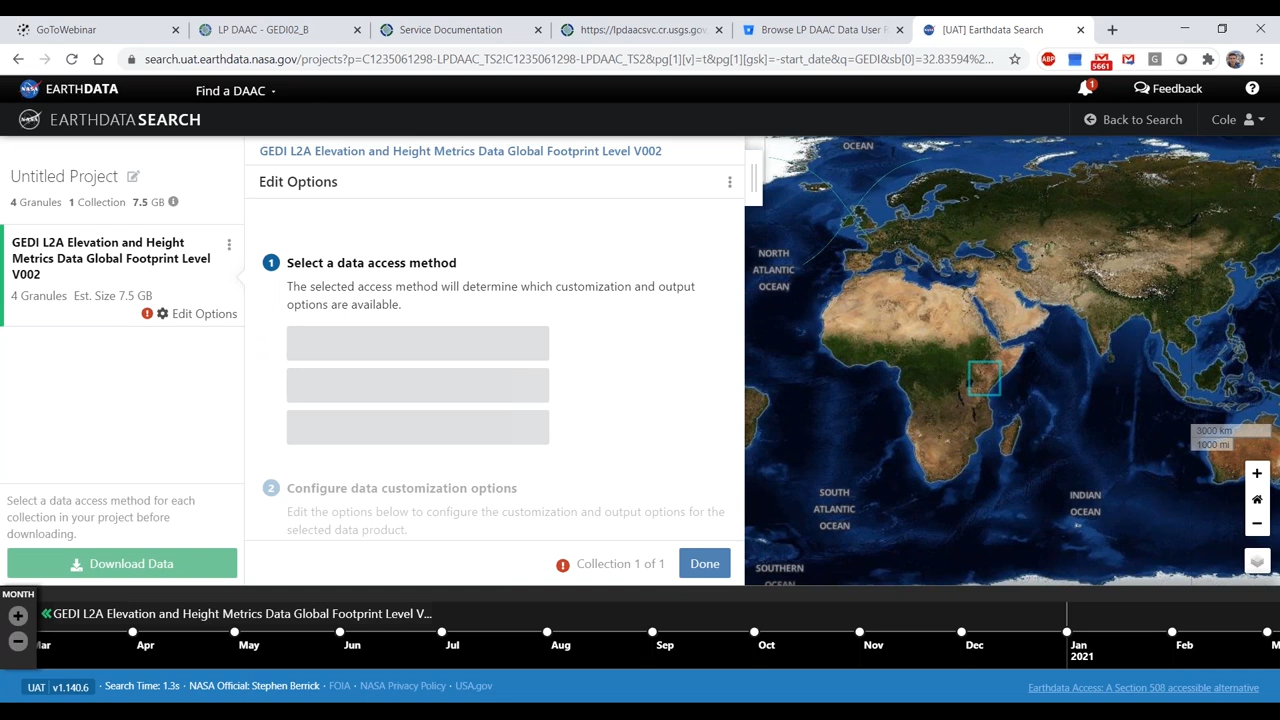 GoToWebinar
LP DAAC - GEDI02_B
Service Documentation
https://lpdaacsvc.cr.usgs.gov
Browse LP DAAC Data User R
[UAT] Earthdata Search
search.uat.earthdata.nasa.gov/projects
31298-LPDAAC_TS2!C1235061298-LPDAAC_TS2&pg[1][v]=t&pg[1][gsk]=-start_date&q=GEDI&sb[0]=32.83594%2...
ABP
5661
G
EARTHDATA
Find a DAAC
1
Feedback
?
EARTHDATA SEARCH
Back to Search
Cole
Untitled Project
4 Granules 1 Collection 7.5 GB
GEDI L2A Elevation and Height
Metrics Data Global Footprint Level
V002
4 Granules Est. Size 7.5 GB
Edit Options
Select a data access method for each
collection in your project before
downloading.
Download Data
GEDI L2A Elevation and Height Metrics Data Global Footprint Level V002
Edit Options
1 Select a data access method
The selected access method will determine which customization and output
options are available.
2 Configure data customization options
Edit the options below to configure the customization and output options for the
selected data product.
Collection 1 of 1
Done
OCEAN
NORTH
ATLANTIC
OCEAN
SOUTH
ATLANTIC
OCEAN
INDIAN
OCEAN
SOUTHERN
OCEAN
3000 km
1000 mi
MONTH
GEDI L2A Elevation and Height Metrics Data Global Footprint Level V...
Mar Apr May Jun Jul Aug Sep Oct Nov Dec Jan Feb M
2021
UAT v1.140.6 • Search Time: 1.3s • NASA Official: Stephen Berrick • FOIA • NASA Privacy Policy • USA.gov
Earthdata Access: A Section 508 accessible alternative